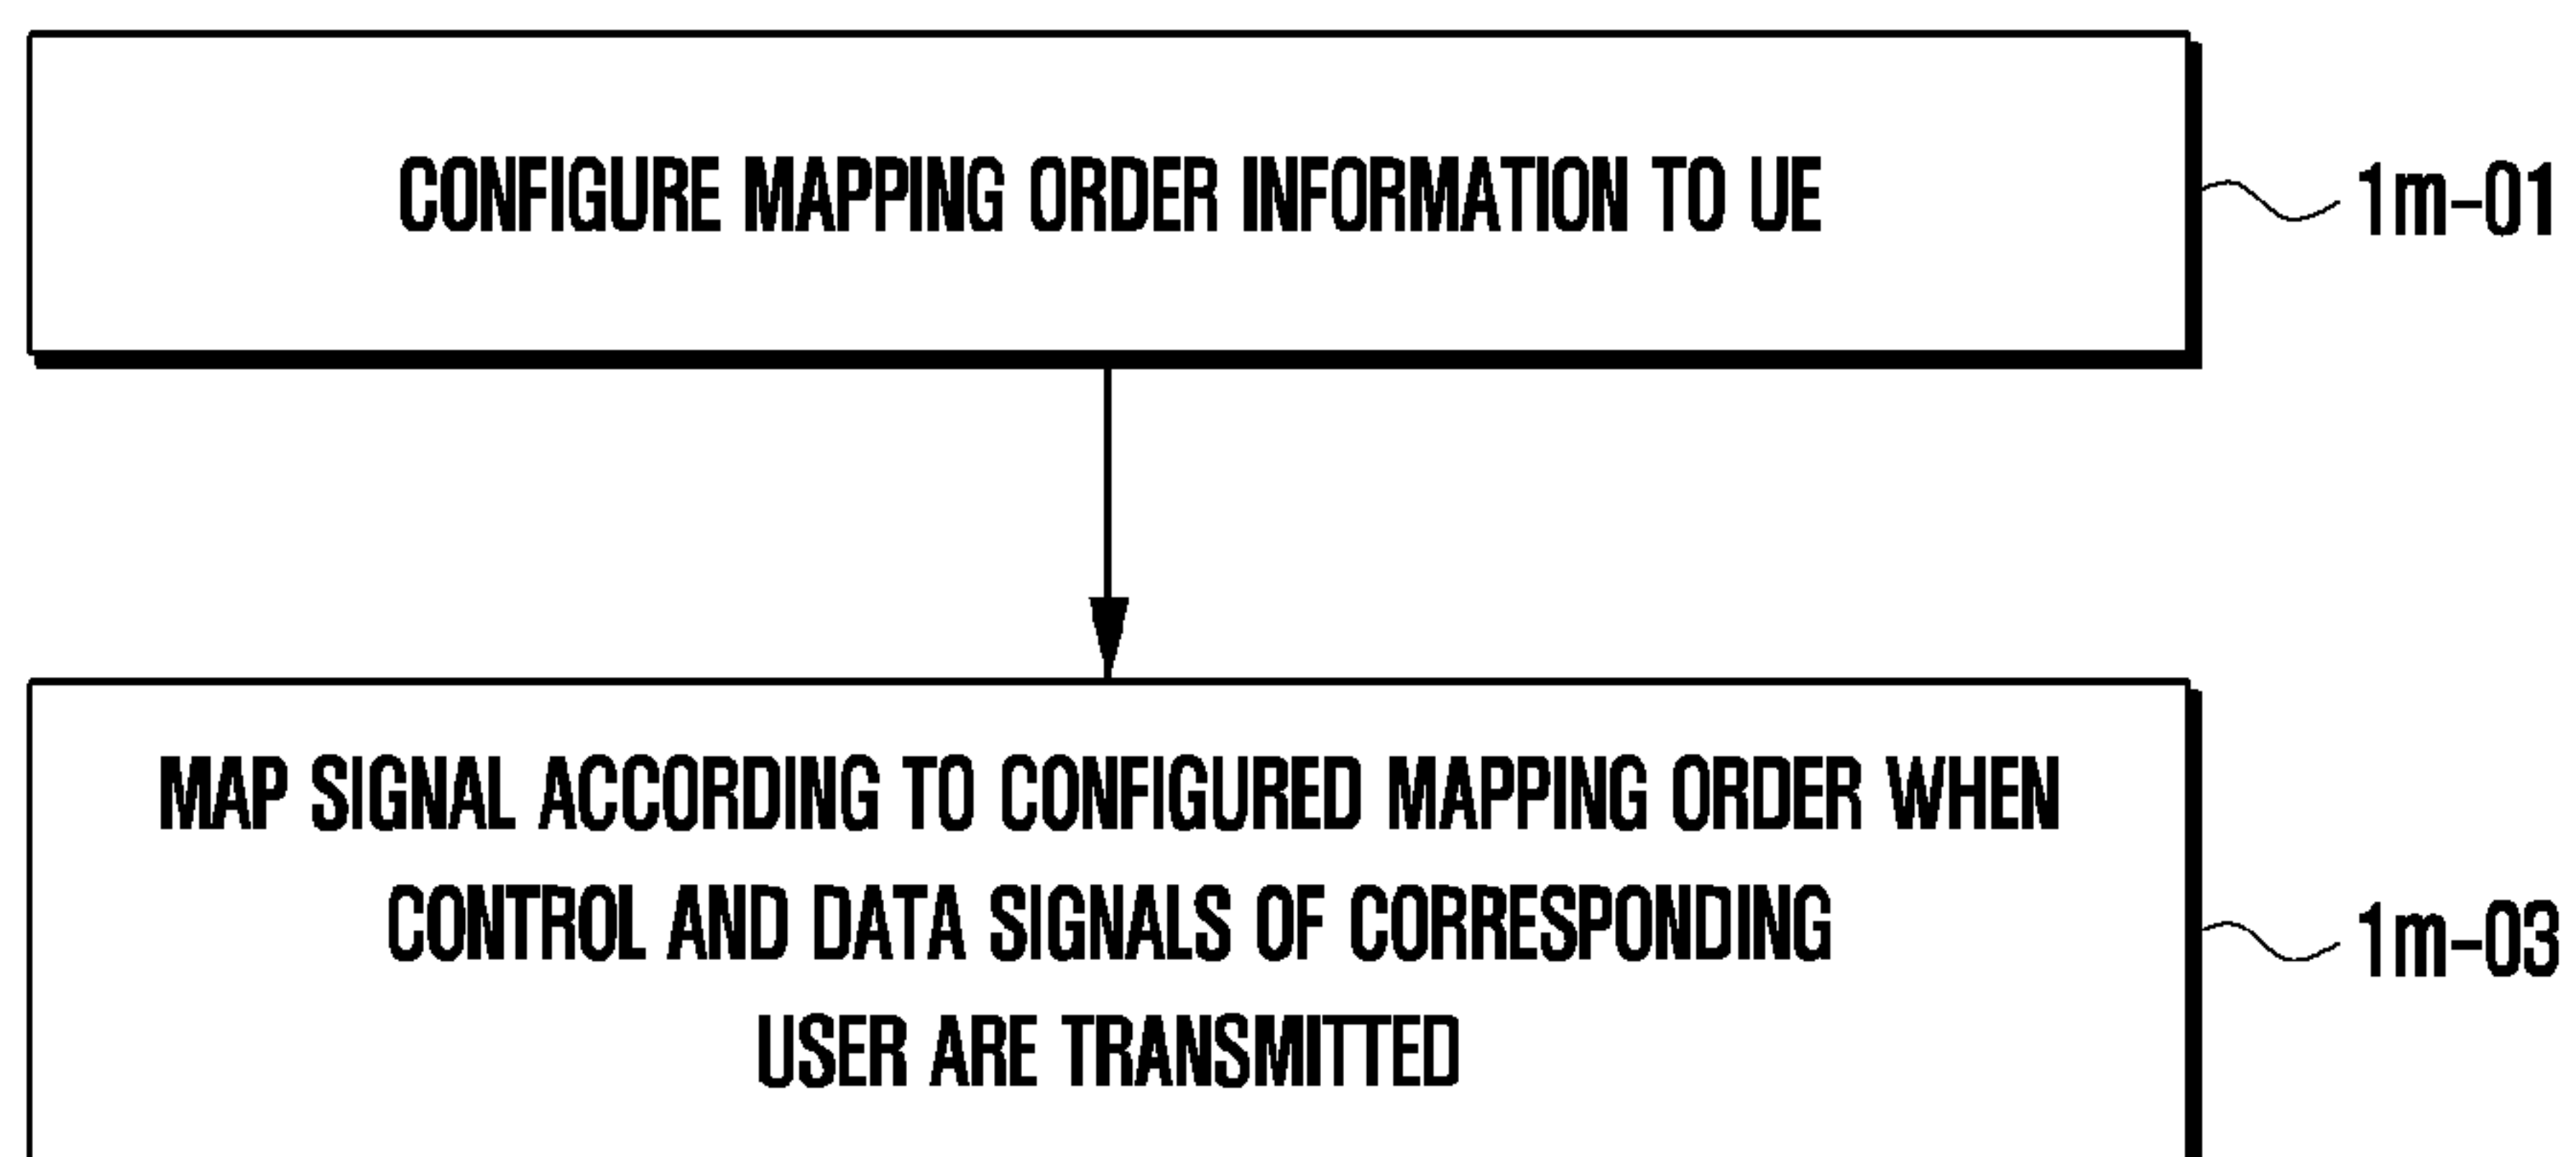 CONFIGURE MAPPING ORDER INFORMATION TO UE
1m-01
MAP SIGNAL ACCORDING TO CONFIGURED MAPPING ORDER WHEN
CONTROL AND DATA SIGNALS OF CORRESPONDING
USER ARE TRANSMITTED
1m-03